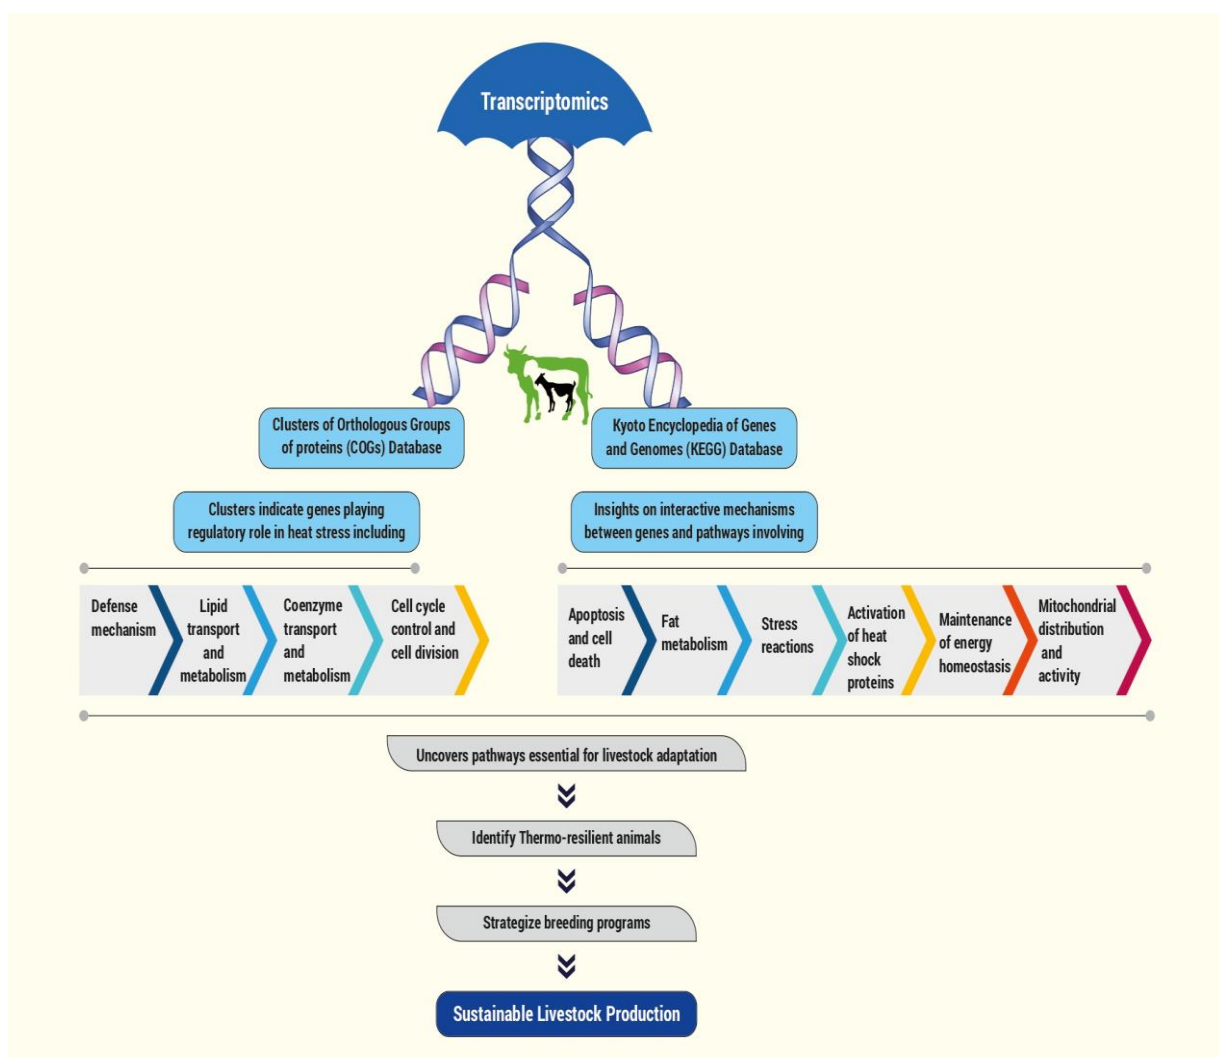 Transcriptomics
Clusters of Orthologous Groups
of proteins (COGs) Database
Kyoto Encyclopedia of Genes
and Genomes (KEGG) Database
Clusters indicate genes playing
regulatory role in heat stress including
Insights on interactive mechanisms
between genes and pathways involving
Defense
mechanism
Lipid
transport
and
metabolism
Coenzyme
transport
and
metabolism
Cell cycle
control and
cell division
Apoptosis
and cell
death
Fat
metabolism
Stress
reactions
Activation
of heat
shock
proteins
Maintenance
of energy
homeostasis
Mitochondrial
distribution
and
activity
Uncovers pathways essential for livestock adaptation
Identify Thermo-resilient animals
Strategize breeding programs
Sustainable Livestock Production